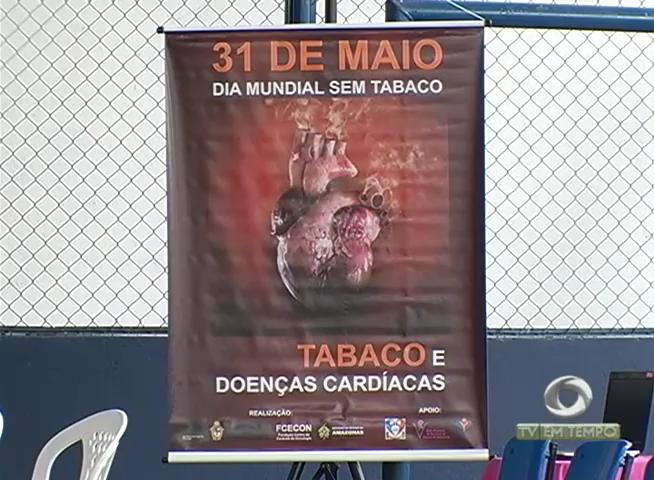 31 DE MAIO
DIA MUNDIAL SEM TABACO
TABACO E
DOENÇAS CARDÍACAS
REALIZAÇÃO:
APOIO:
FCECON
AMAZONAS
TV EM TEMPO